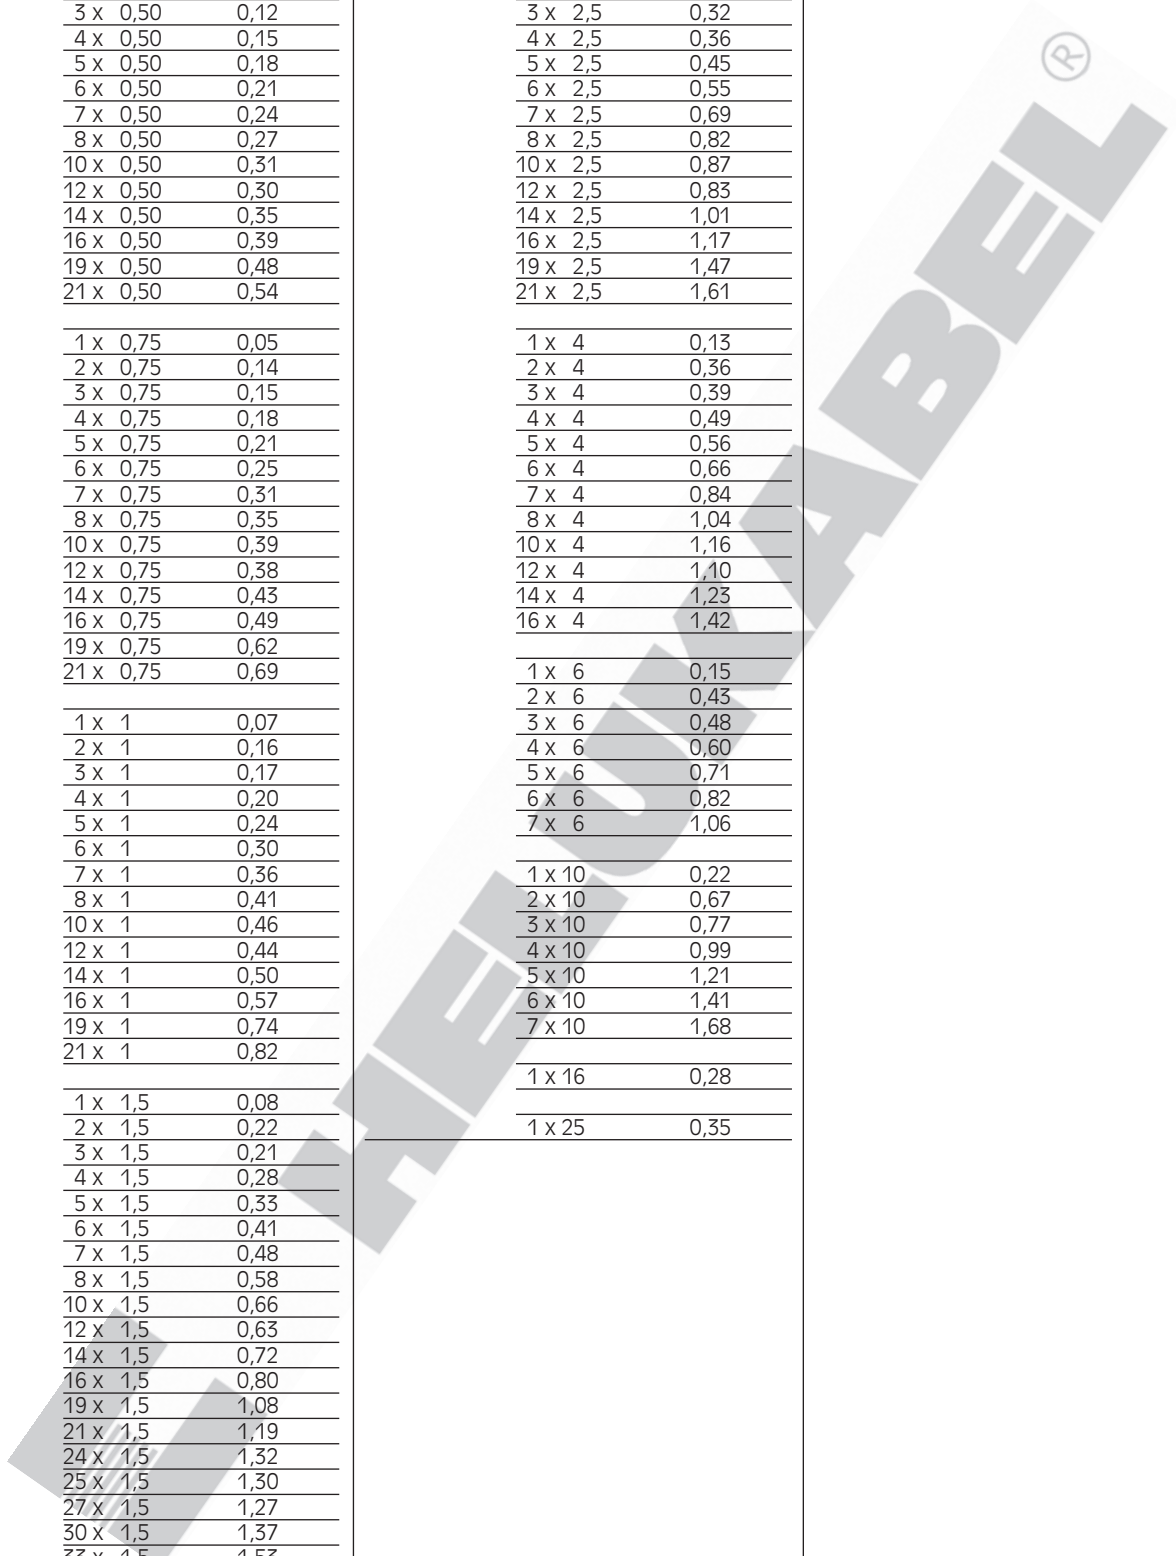 3 x 0,50 0,12
4 x 0,50 0,15
5 x 0,50 0,18
6 x 0,50 0,21
7 x 0,50 0,24
8 x 0,50 0,27
10 x 0,50 0,31
12 x 0,50 0,30
14 x 0,50 0,35
16 x 0,50 0,39
19 x 0,50 0,48
21 x 0,50 0,54
1 x 0,75 0,05
2 x 0,75 0,14
3 x 0,75 0,15
4 x 0,75 0,18
5 x 0,75 0,21
6 x 0,75 0,25
7 x 0,75 0,31
8 x 0,75 0,35
10 x 0,75 0,39
12 x 0,75 0,38
14 x 0,75 0,43
16 x 0,75 0,49
19 x 0,75 0,62
21 x 0,75 0,69
1 x 1 0,07
2 x 1 0,16
3 x 1 0,17
4 x 1 0,20
5 x 1 0,24
6 x 1 0,30
7 x 1 0,36
8 x 1 0,41
10 x 1 0,46
12 x 1 0,44
14 x 1 0,50
16 x 1 0,57
19 x 1 0,74
21 x 1 0,82
1 x 1,5 0,08
2 x 1,5 0,22
3 x 1,5 0,21
4 x 1,5 0,28
5 x 1,5 0,33
6 x 1,5 0,41
7 x 1,5 0,48
8 x 1,5 0,58
10 x 1,5 0,66
12 x 1,5 0,63
14 x 1,5 0,72
16 x 1,5 0,80
19 x 1,5 1,08
21 x 1,5 1,19
24 x 1,5 1,32
25 x 1,5 1,30
27 x 1,5 1,27
30 x 1,5 1,37
33 x 1,5 1,53
3 x 2,5 0,32
4 x 2,5 0,36
5 x 2,5 0,45
6 x 2,5 0,55
7 x 2,5 0,69
8 x 2,5 0,82
10 x 2,5 0,87
12 x 2,5 0,83
14 x 2,5 1,01
16 x 2,5 1,17
19 x 2,5 1,47
21 x 2,5 1,61
1 x 4 0,13
2 x 4 0,36
3 x 4 0,39
4 x 4 0,49
5 x 4 0,56
6 x 4 0,66
7 x 4 0,84
8 x 4 1,04
10 x 4 1,16
12 x 4 1,10
14 x 4 1,23
16 x 4 1,42
1 x 6 0,15
2 x 6 0,43
3 x 6 0,48
4 x 6 0,60
5 x 6 0,71
6 x 6 0,82
7 x 6 1,06
1 x 10 0,22
2 x 10 0,67
3 x 10 0,77
4 x 10 0,99
5 x 10 1,21
6 x 10 1,41
7 x 10 1,68
1 x 16 0,28
1 x 25 0,35
HELUKABEL®